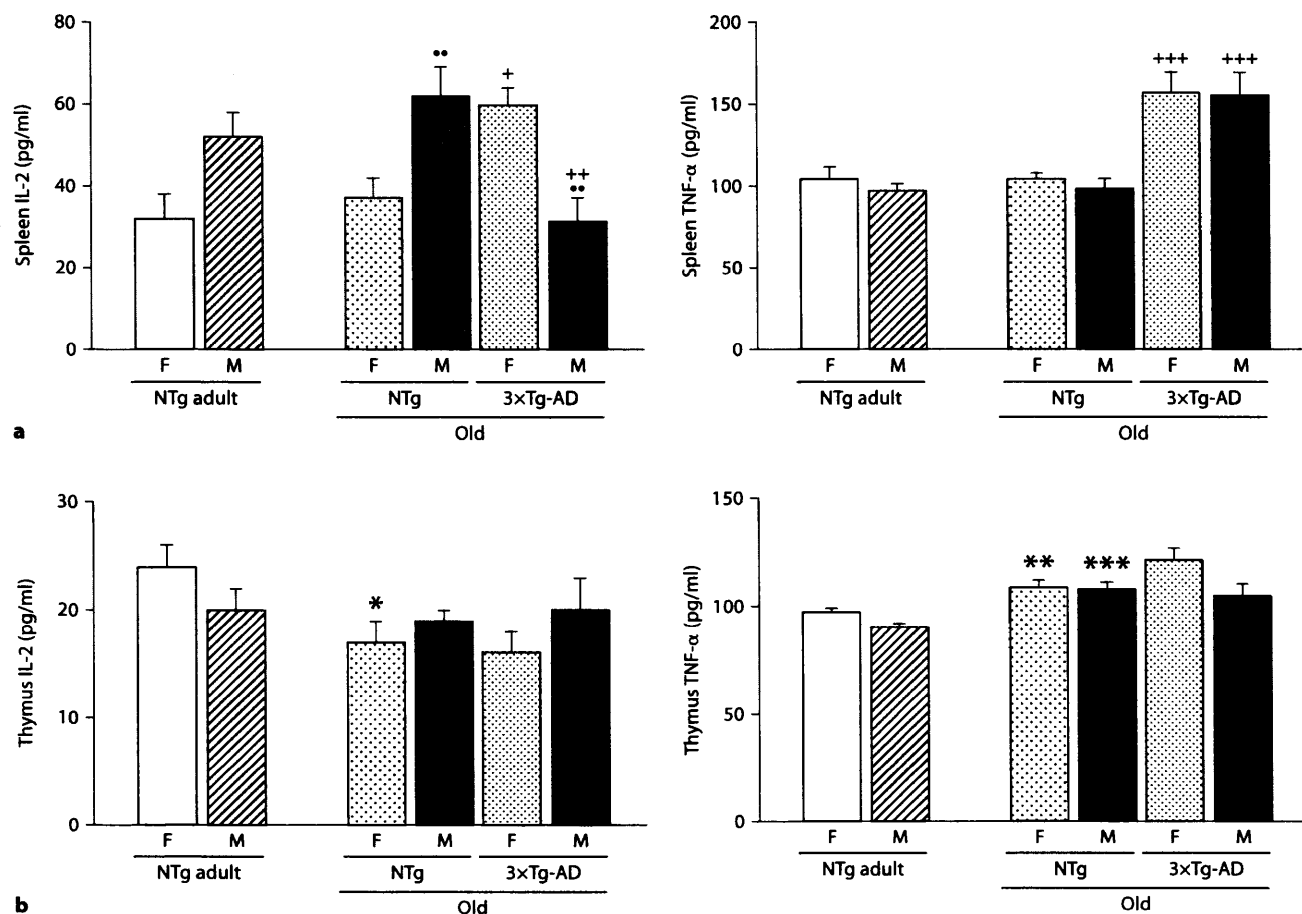 Spleen IL-2 (pg/ml)
80
60
40
20
0
••
+
++
••
F M F M F M
NTg adult NTg 3×Tg-AD
Old
Spleen TNF-α (pg/ml)
200
150
100
50
0
+++ +++
F M F M F M
NTg adult NTg 3×Tg-AD
Old
a
Thymus IL-2 (pg/ml)
30
20
10
0
*
F M F M F M
NTg adult NTg 3×Tg-AD
Old
Thymus TNF-α (pg/ml)
150
100
50
0
** ***
F M F M F M
NTg adult NTg 3×Tg-AD
Old
b